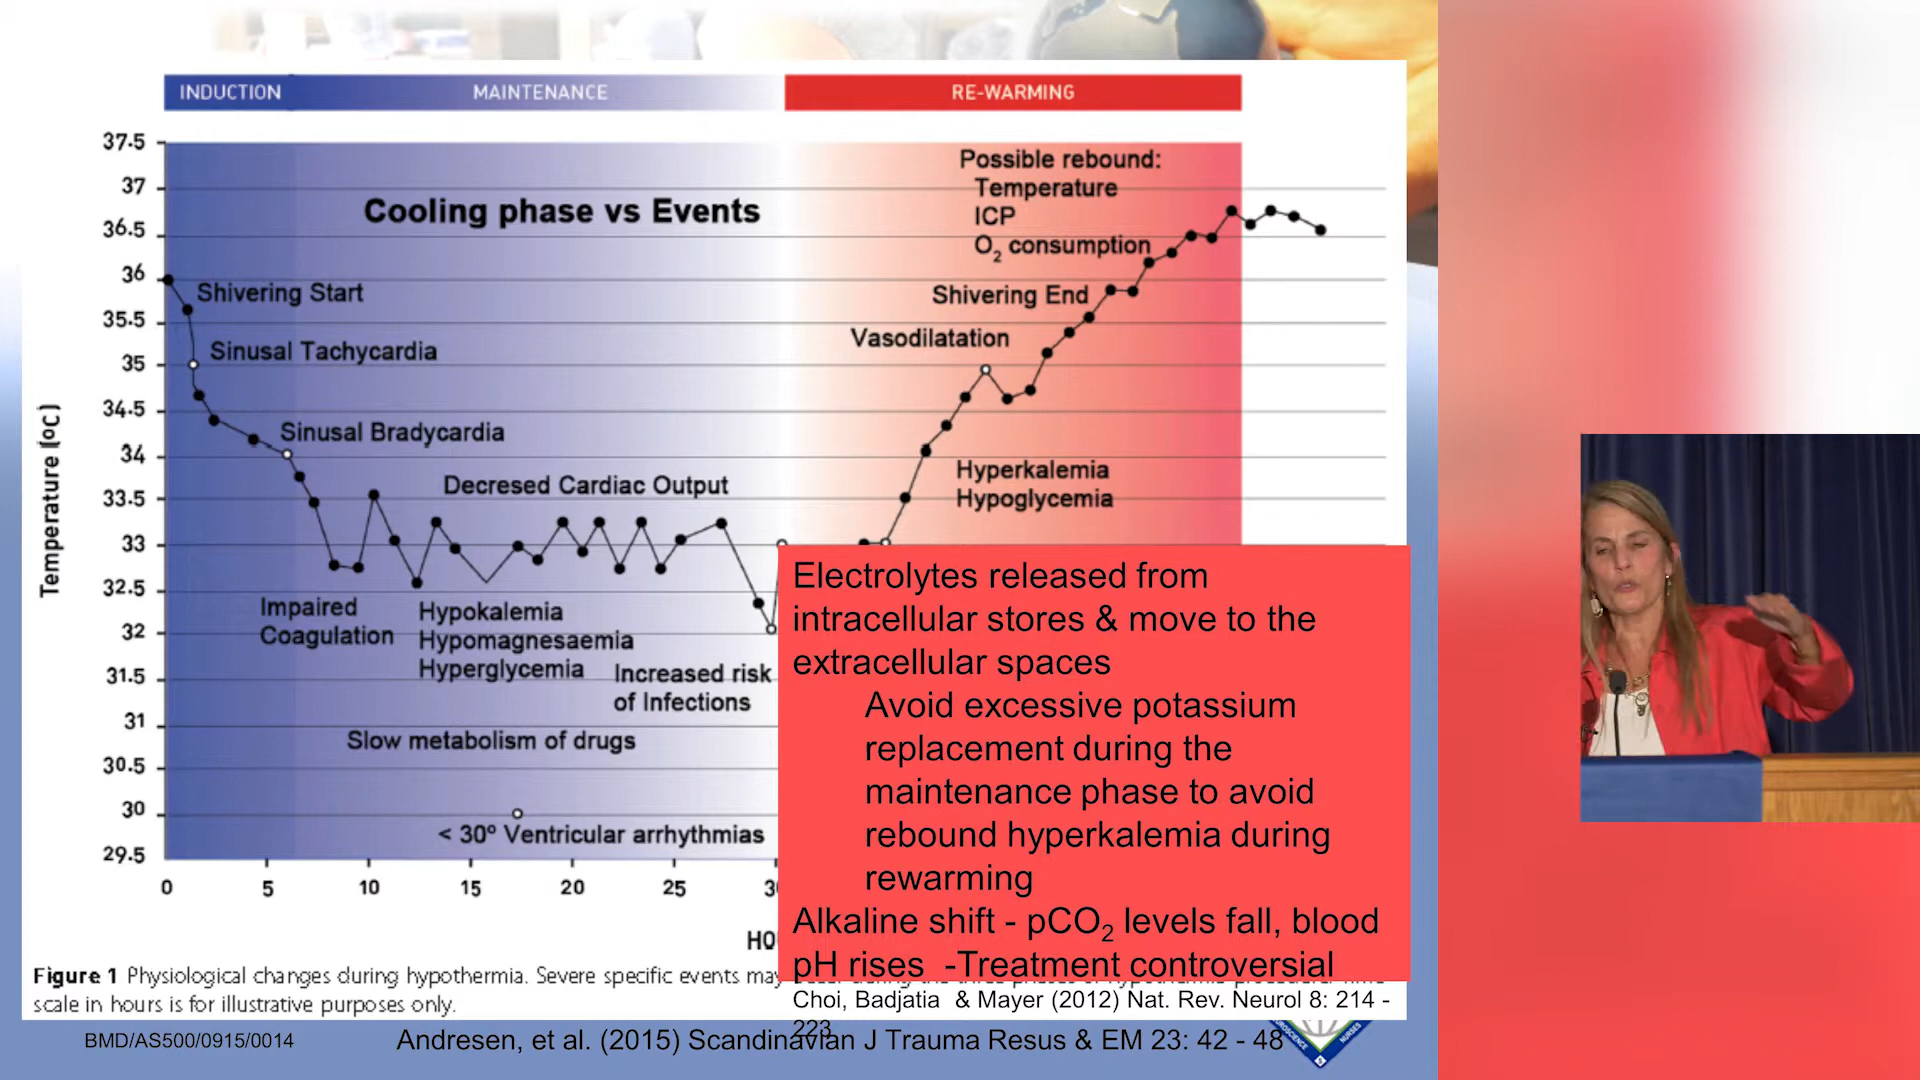 INDUCTION MAINTENANCE RE-WARMING
37.5
37
36.5
36
35.5
35
34.5
34
33.5
33
32.5
32
31.5
31
30.5
30
29.5
Temperature (ºC)
Cooling phase vs Events
Possible rebound:
Temperature
ICP
O2 consumption
Shivering Start
Shivering End
Sinusal Tachycardia
Vasodilatation
Sinusal Bradycardia
Decresed Cardiac Output
Hyperkalemia
Hypoglycemia
Impaired
Coagulation
Hypokalemia
Hypomagnesaemia
Hyperglycemia
Increased risk
of Infections
Slow metabolism of drugs
< 30º Ventricular arrhythmias
0 5 10 15 20 25
Electrolytes released from
intracellular stores & move to the
extracellular spaces
Avoid excessive potassium
replacement during the
maintenance phase to avoid
rebound hyperkalemia during
rewarming
Alkaline shift - pCO2 levels fall, blood
pH rises -Treatment controversial
Figure 1 Physiological changes during hypothermia. Severe specific events may
scale in hours is for illustrative purposes only.
Choi, Badjatia & Mayer (2012) Nat. Rev. Neurol 8: 214 -
223
BMD/AS500/0915/0014
Andresen, et al. (2015) Scandinavian J Trauma Resus & EM 23: 42 - 48